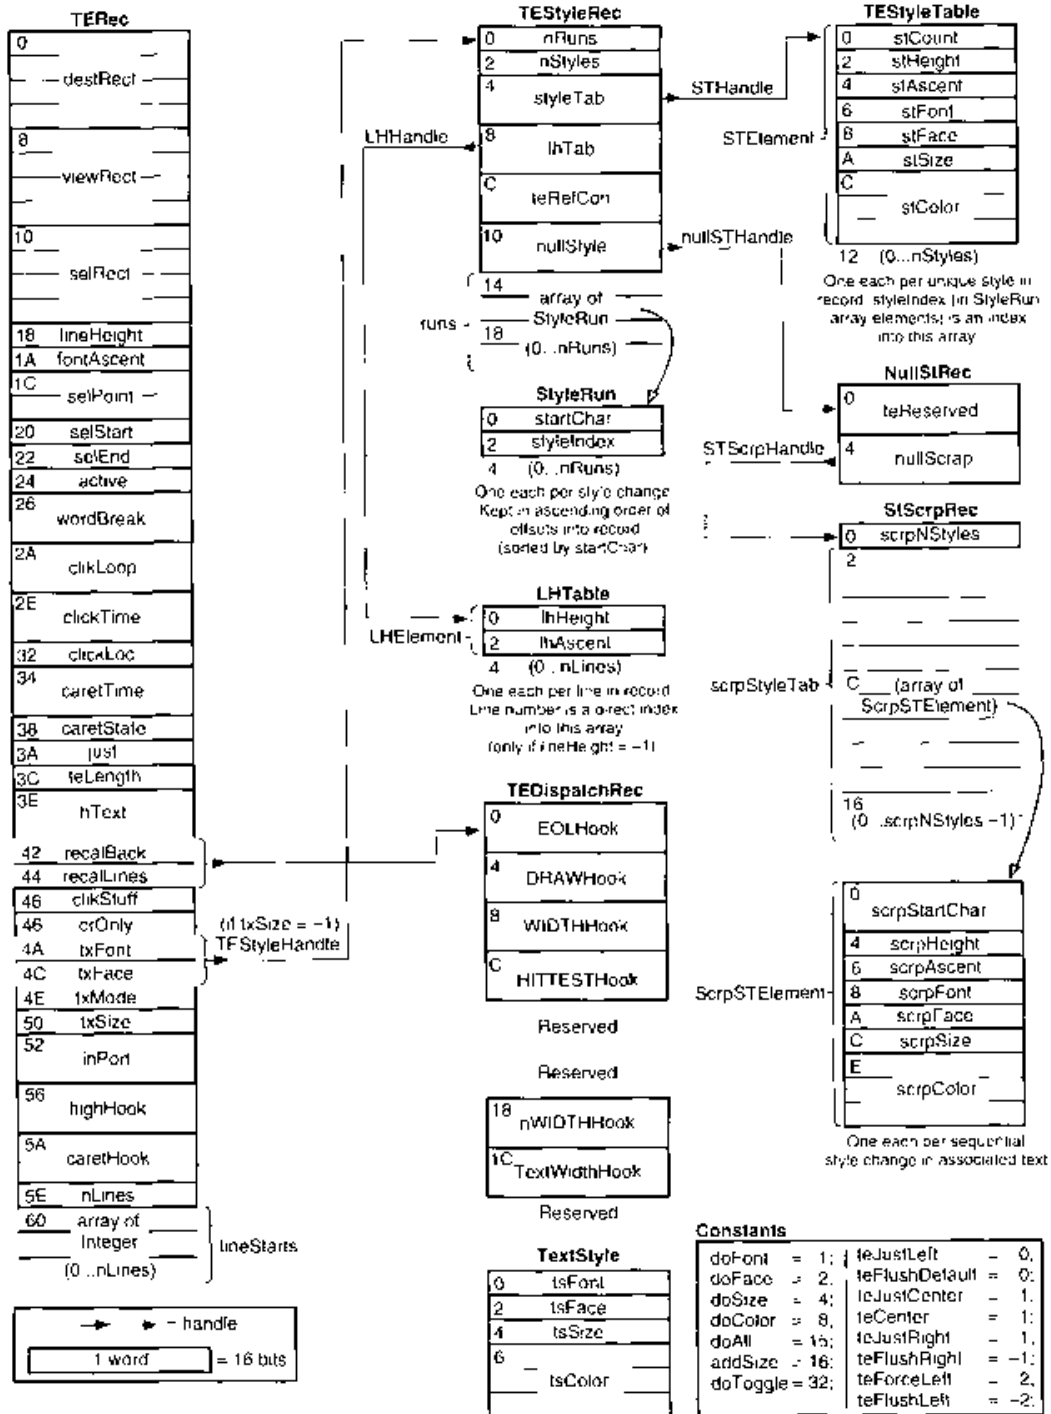 TERec
0
destRect
8
viewRect
10
selRect
18 lineHeight
1A fontAscent
1C
selPoint
20 selStart
22 selEnd
24 active
26
wordBreak
2A
clikLoop
2E
clickTime
32 clickLoc
34
caretTime
38 caretState
3A just
3C teLength
3E
hText
42 recalBack
44 recalLines
46 clikStuff
46 crOnly
4A txFont
4C txFace
4E txMode
50 txSize
52
inPort
56
highHook
5A
caretHook
5E nLines
60 array of
Integer
(0...nLines)
lineStarts
(if txSize = -1)
TEStyleHandle
= handle
1 word = 16 bits
TEStyleRec
0 nRuns
2 nStyles
4
styleTab
8
lhTab
C
teRefCon
10
nullStyle
14
array of
StyleRun
18
(0...nRuns)
runs
LHHandle
STHandle
nullSTHandle
StyleRun
0 startChar
2 styleIndex
4 (0...nRuns)
One each per style change
Kept in ascending order of
offsets into record
(sorted by startChar)
LHTable
0 lhHeight
2 lhAscent
LHElement
4 (0...nLines)
One each per line in record
Line number is a direct index
into this array
(only if lineHeight = -1)
TEDispatchRec
0
EOLHook
4
DRAWHook
8
WIDTHHook
C
HITTESTHook
Reserved
Reserved
18
nWIDTHHook
1C
TextWidthHook
Reserved
TextStyle
0 tsFont
2 tsFace
4 tsSize
6
tsColor
TEStyleTable
0 stCount
2 stHeight
4 stAscent
6 stFont
8 stFace
A stSize
C
stColor
STElement
12 (0...nStyles)
One each per unique style in
record styleIndex (in StyleRun
array elements) is an index
into this array
NullStRec
0
teReserved
4
nullScrap
STScrpHandle
StScrpRec
0 scrpNStyles
2
scrpStyleTab
C (array of
ScrpSTElement)
16
(0...scrpNStyles -1)
ScrpSTElement
0
scrpStartChar
4 scrpHeight
6 scrpAscent
8 scrpFont
A scrpFace
C scrpSize
E
scrpColor
One each per sequential
style change in associated text
Constants
doFont = 1;
doFace = 2.
doSize = 4;
doColor = 8,
doAll = 15;
addSize = 16;
doToggle = 32;
teJustLeft = 0,
teFlushDefault = 0;
teJustCenter = 1.
teCenter = 1;
teJustRight = 1,
teFlushRight = -1;
teForceLeft = 2,
teFlushLeft = -2;